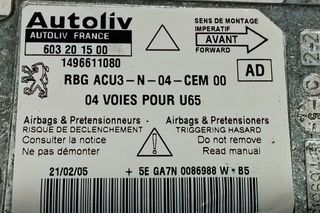 Autoliv
AUTOLIV FRANCE
603 20 15 00
1496611080
SENS DE MONTAGE
IMPERATIF
AVANT
FORWARD
RBG ACU3-N-04-CEM 00
AD
04 VOIES POUR U65
Airbags & Pretensionneurs
RISQUE DE DECLENCHEMENT
Consulter la notice
Ne pas démonter
Airbags & Pretensioners
TRIGGERING HAZARD
Do not remove
Read manual
21/02/05
+ 5E GA7N 0086988 W * B5